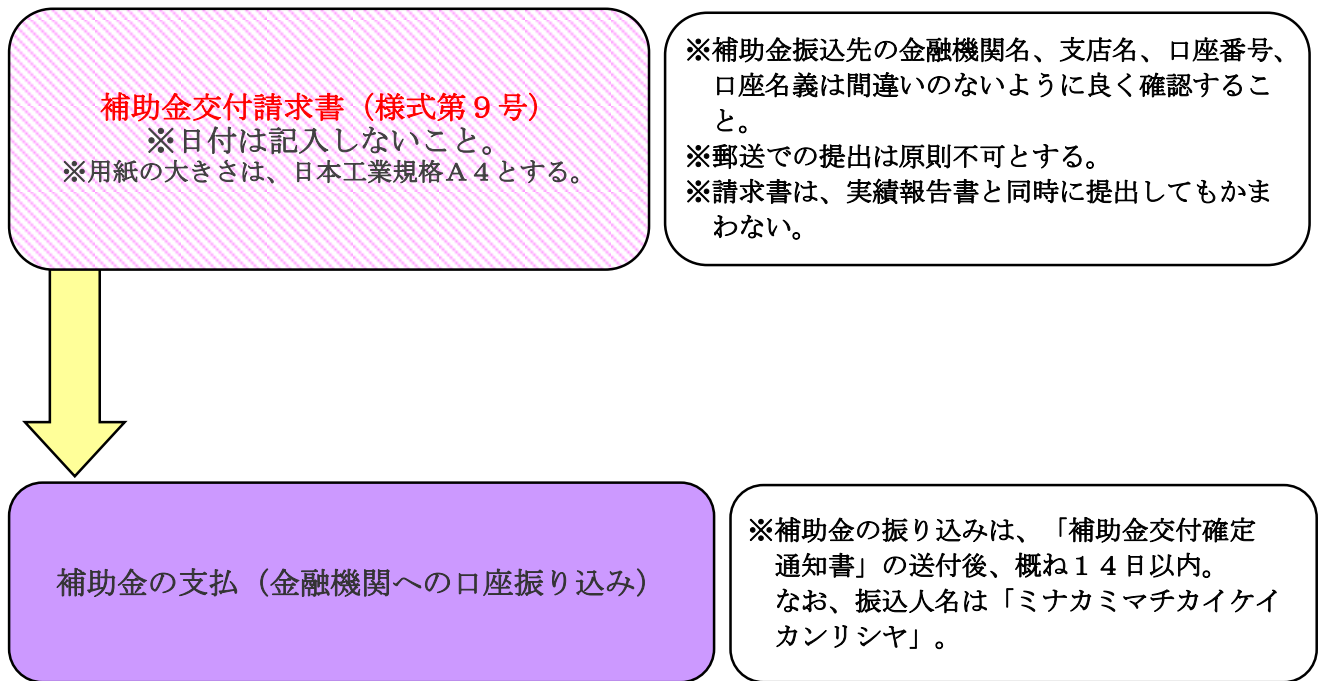 補助金交付請求書（様式第９号）
※日付は記入しないこと。
※用紙の大きさは、日本工業規格Ａ４とする。
※補助金振込先の金融機関名、支店名、口座番号、
口座名義は間違いのないように良く確認するこ
と。
※郵送での提出は原則不可とする。
※請求書は、実績報告書と同時に提出してもかま
わない。
補助金の支払（金融機関への口座振り込み）
※補助金の振り込みは、「補助金交付確定
通知書」の送付後、概ね１４日以内。
なお、振込人名は「ミナカミマチカイケイ
カンリシヤ」。